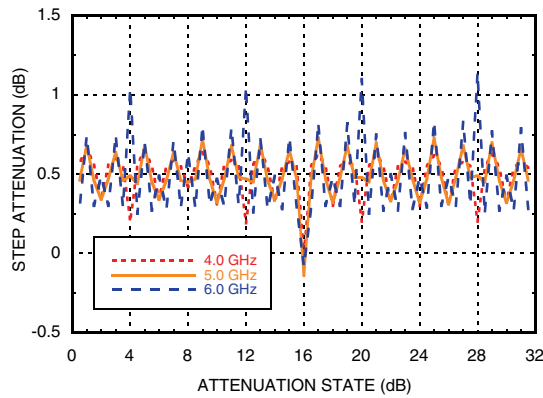 1.5
1
0.5
0
-0.5
STEP ATTENUATION (dB)
4.0 GHz
5.0 GHz
6.0 GHz
0 4 8 12 16 20 24 28 32
ATTENUATION STATE (dB)